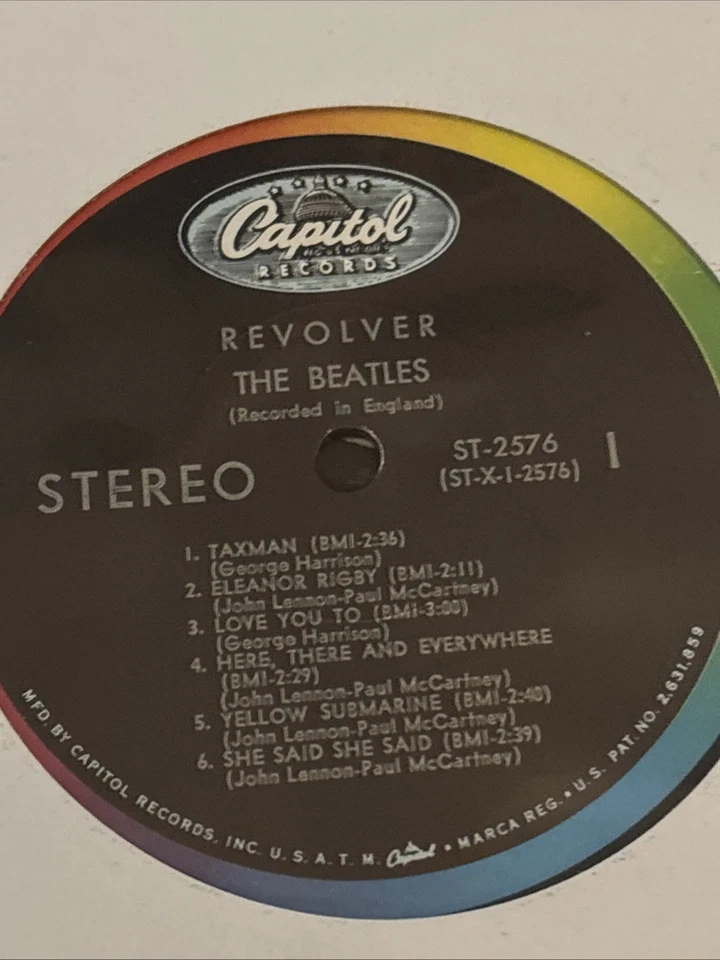 Capitol
RECORDS
REVOLVER
THE BEATLES
(Recorded in England)
STEREO
ST-2576
(ST-X-1-2576)
1
1. TAXMAN (BMI-2:36)
(George Harrison)
2. ELEANOR RIGBY (BMI-2:11)
(John Lennon-Paul McCartney)
3. LOVE YOU TO (BMI-3:00)
(George Harrison)
4. HERE, THERE AND EVERYWHERE
(BMI-2:29)
(John Lennon-Paul McCartney)
5. YELLOW SUBMARINE (BMI-2:40)
(John Lennon-Paul McCartney)
6. SHE SAID SHE SAID (BMI-2:39)
(John Lennon-Paul McCartney)
MFD. BY CAPITOL RECORDS, INC. U. S. A. T. M. Capitol • MARCA REG. • U.S. PAT. NO. 2,631,859